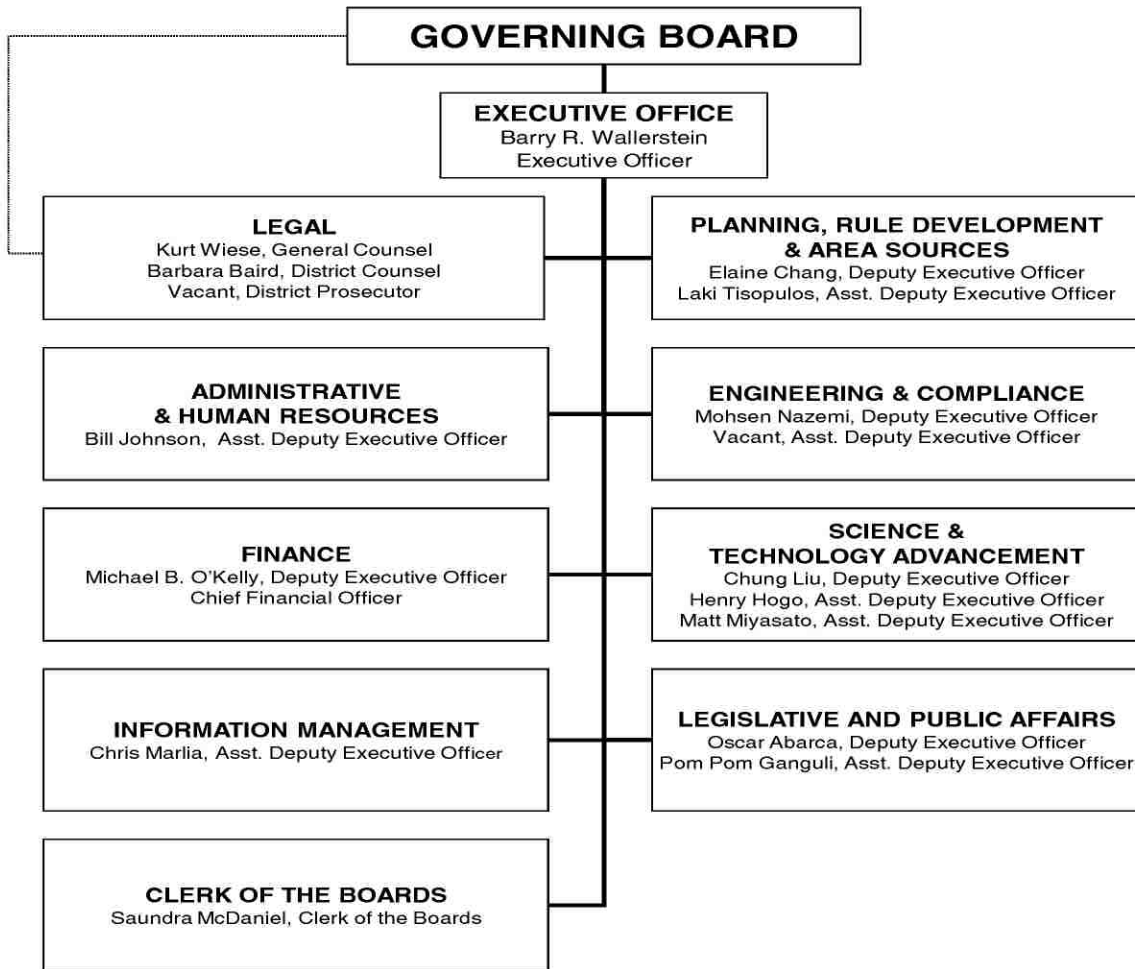 GOVERNING BOARD
EXECUTIVE OFFICE
Barry R. Wallerstein
Executive Officer
LEGAL
Kurt Wiese, General Counsel
Barbara Baird, District Counsel
Vacant, District Prosecutor
PLANNING, RULE DEVELOPMENT
& AREA SOURCES
Elaine Chang, Deputy Executive Officer
Laki Tisopulos, Asst. Deputy Executive Officer
ADMINISTRATIVE
& HUMAN RESOURCES
Bill Johnson, Asst. Deputy Executive Officer
ENGINEERING & COMPLIANCE
Mohsen Nazemi, Deputy Executive Officer
Vacant, Asst. Deputy Executive Officer
FINANCE
Michael B. O'Kelly, Deputy Executive Officer
Chief Financial Officer
SCIENCE &
TECHNOLOGY ADVANCEMENT
Chung Liu, Deputy Executive Officer
Henry Hogo, Asst. Deputy Executive Officer
Matt Miyasato, Asst. Deputy Executive Officer
INFORMATION MANAGEMENT
Chris Marlia, Asst. Deputy Executive Officer
LEGISLATIVE AND PUBLIC AFFAIRS
Oscar Abarca, Deputy Executive Officer
Pom Pom Ganguli, Asst. Deputy Executive Officer
CLERK OF THE BOARDS
Saundra McDaniel, Clerk of the Boards